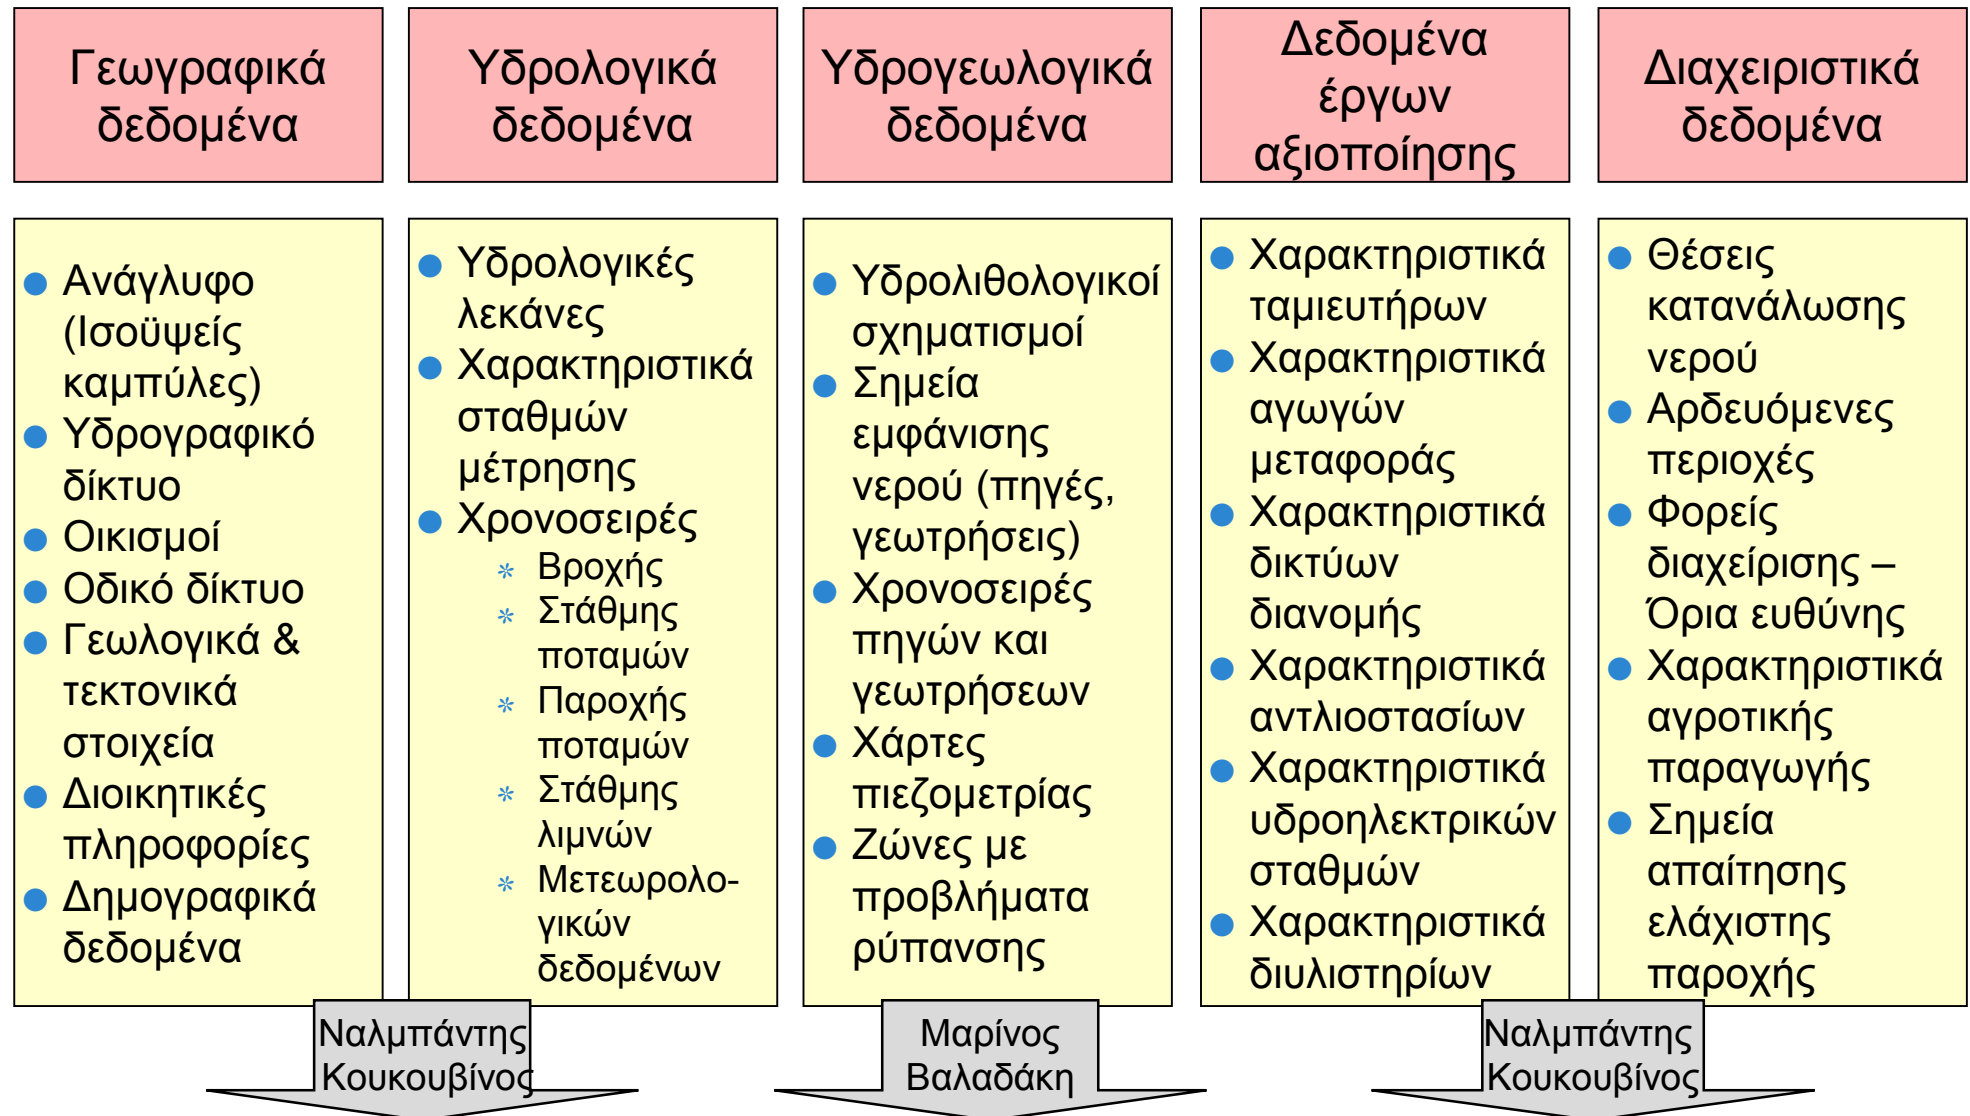 Γεωγραφικά
δεδομένα
Υδρολογικά
δεδομένα
Υδρογεωλογικά
δεδομένα
Δεδομένα
έργων
αξιοποίησης
Διαχειριστικά
δεδομένα
Ανάγλυφο
(Ισοϋψείς
καμπύλες)
Υδρογραφικό
δίκτυο
Οικισμοί
Οδικό δίκτυο
Γεωλογικά &
τεκτονικά
στοιχεία
Διοικητικές
πληροφορίες
Δημογραφικά
δεδομένα
Υδρολογικές
λεκάνες
Χαρακτηριστικά
σταθμών
μέτρησης
Χρονοσειρές
Βροχής
Στάθμης
ποταμών
Παροχής
ποταμών
Στάθμης
λιμνών
Μετεωρολο-
γικών
δεδομένων
Υδρολιθολογικοί
σχηματισμοί
Σημεία
εμφάνισης
νερού (πηγές,
γεωτρήσεις)
Χρονοσειρές
πηγών και
γεωτρήσεων
Χάρτες
πιεζομετρίας
Ζώνες με
προβλήματα
ρύπανσης
Χαρακτηριστικά
ταμιευτήρων
Χαρακτηριστικά
αγωγών
μεταφοράς
Χαρακτηριστικά
δικτύων
διανομής
Χαρακτηριστικά
αντλιοστασίων
Χαρακτηριστικά
υδροηλεκτρικών
σταθμών
Χαρακτηριστικά
διυλιστηρίων
Θέσεις
κατανάλωσης
νερού
Αρδευόμενες
περιοχές
Φορείς
διαχείρισης –
Όρια ευθύνης
Χαρακτηριστικά
αγροτικής
παραγωγής
Σημεία
απαίτησης
ελάχιστης
παροχής
Ναλμπάντης
Κουκουβίνος
Μαρίνος
Βαλαδάκη
Ναλμπάντης
Κουκουβίνος